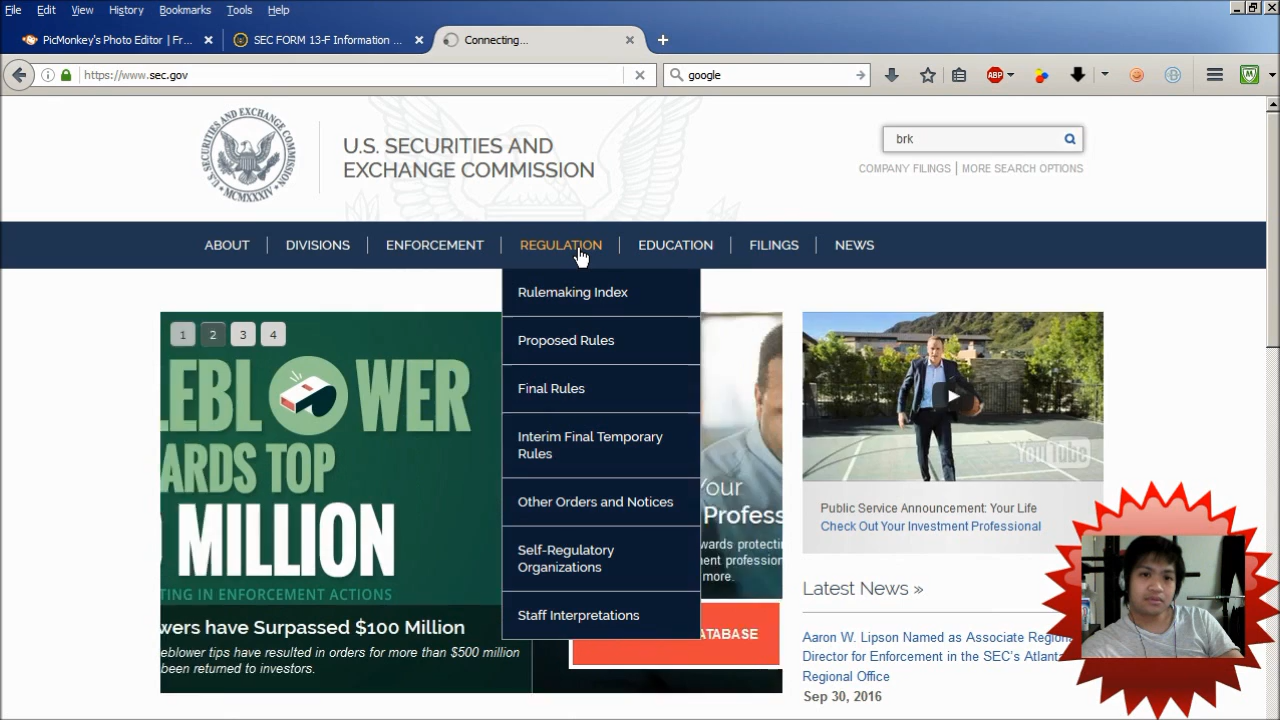 File Edit View History Bookmarks Tools Help
PicMonkey's Photo Editor | Fr...
SEC FORM 13-F Information ...
Connecting...
https://www.sec.gov
google
ABP
U.S. SECURITIES AND
EXCHANGE COMMISSION
brk
COMPANY FILINGS | MORE SEARCH OPTIONS
ABOUT
DIVISIONS
ENFORCEMENT
REGULATION
EDUCATION
FILINGS
NEWS
Rulemaking Index
Proposed Rules
Final Rules
Interim Final Temporary
Rules
Other Orders and Notices
Self-Regulatory
Organizations
Staff Interpretations
1 2 3 4
LEBL WER
ARDS TOP
MILLION
TING IN ENFORCEMENT ACTIONS
wers have Surpassed $100 Million
eblower tips have resulted in orders for more than $500 million
been returned to investors.
Your
Profess
wards protectin
ent profession
more.
ATABASE
YouTube
Public Service Announcement: Your Life
Check Out Your Investment Professional
Latest News »
Aaron W. Lipson Named as Associate Regiona
Director for Enforcement in the SEC's Atlanta
Regional Office
Sep 30, 2016